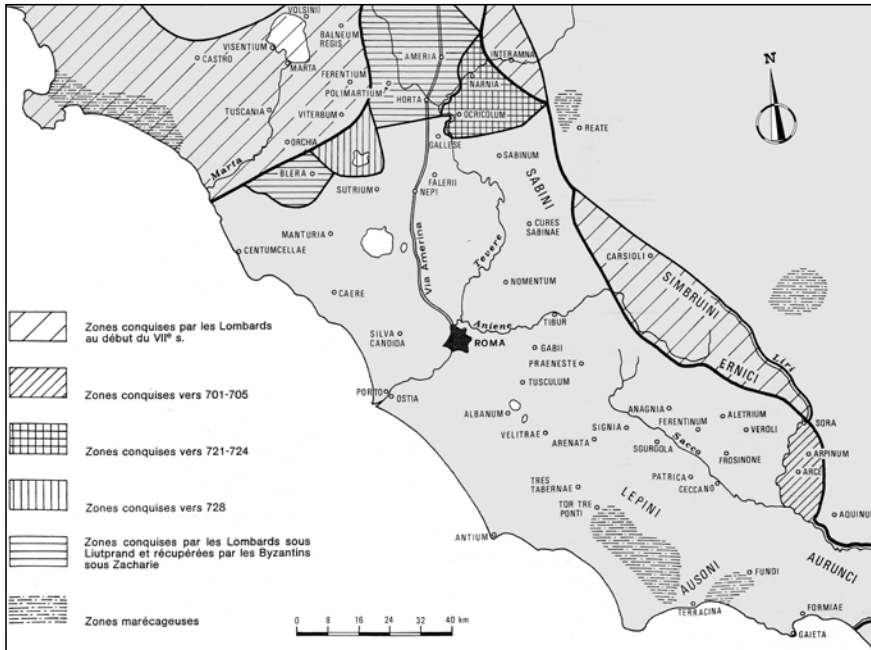 VOLSINII
VISENTIUM
BALNEUM
REGIS
CASTRO
MARTA
AMERIA
INTERAMNA
N
FERENTIUM
POLIMARTIUM
NARNIA
HORTA
TUSCANIA
VITERBUM
OCRICOLUM
REATE
ORCHIA
GALLESE
SABINUM
Marta
BLERA
FALERII
SUTRIUM
NEPI
SABINI
MANTURIA
CURES
SABINAE
CENTUMCELLAE
Via Amerina
Tevere
CARSIOLI
NOMENTUM
SIMBRUINI
CAERE
Aniene
TIBUR
SILVA
CANDIDA
ROMA
GABII
PRAENESTE
ERNICI
Liri
PORTO
OSTIA
TUSCULUM
ALBANUM
ANAGNIA
ALETRIUM
FERENTINUM
SORA
VELITRAE
SIGNIA
VEROLI
ARENATA
Sacco
SGURGOLA
FROSINONE
ARPINUM
ARCE
TRES
TABERNAE
PATRICA
CECCANO
LEPINI
TOR TRE
PONTI
AQUINUM
ANTIUM
AUSONI
FUNDI
AURUNCI
TERRACINA
FORMIAE
GAIETA
Zones conquises par les Lombards
au début du VIIe s.
Zones conquises vers 701-705
Zones conquises vers 721-724
Zones conquises vers 728
Zones conquises par les Lombards sous
Liutprand et récupérées par les Byzantins
sous Zacharie
Zones marécageuses
0 8 16 24 32 40 km